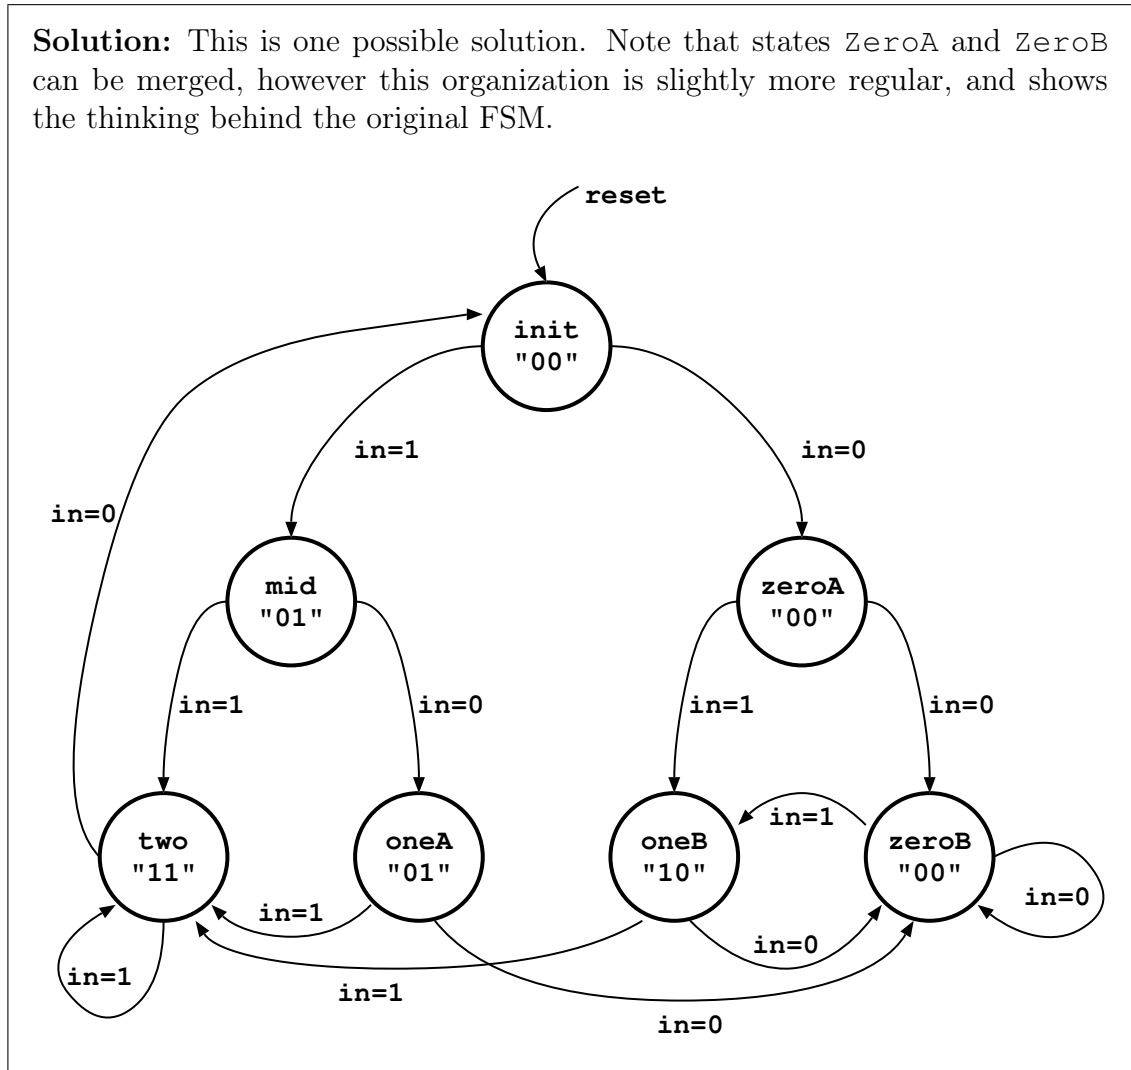 Solution: This is one possible solution. Note that states ZeroA and ZeroB
can be merged, however this organization is slightly more regular, and shows
the thinking behind the original FSM.
reset
init
"00"
in=1
in=0
in=0
mid
"01"
zeroA
"00"
in=1
in=0
in=1
in=0
two
"11"
oneA
"01"
oneB
"10"
in=1
zeroB
"00"
in=0
in=1
in=0
in=1
in=1
in=0